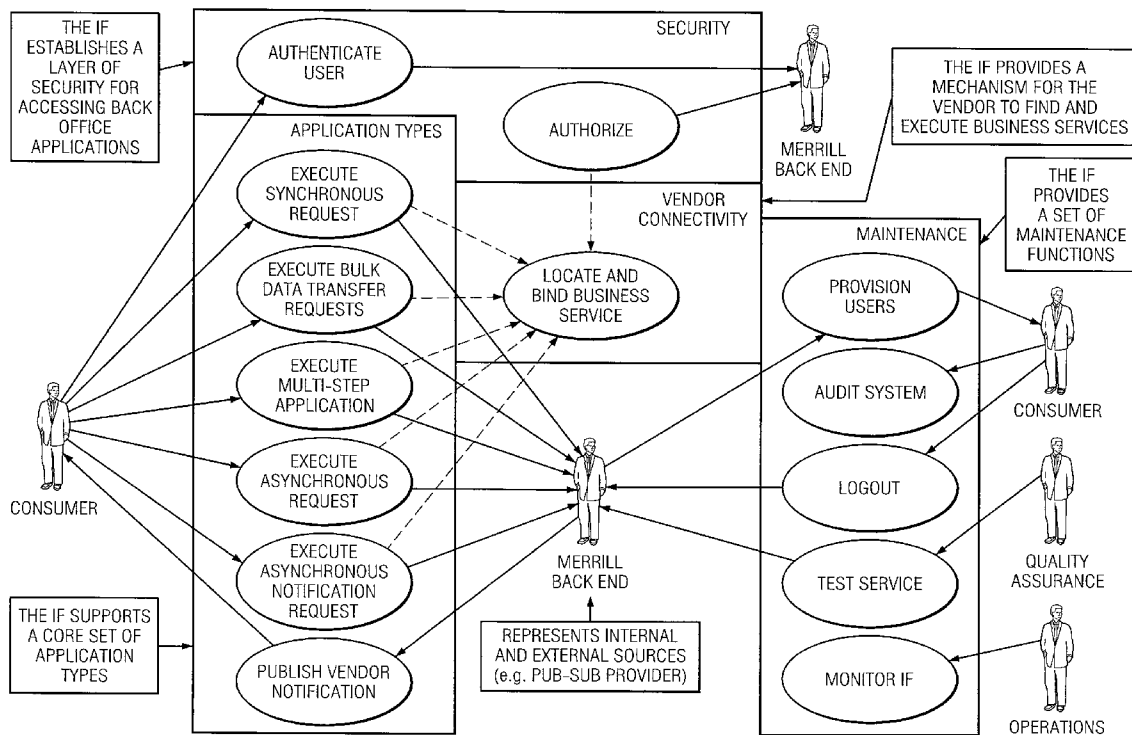 THE IF
ESTABLISHES A
LAYER OF
SECURITY FOR
ACCESSING BACK
OFFICE
APPLICATIONS
SECURITY
AUTHENTICATE
USER
AUTHORIZE
MERRILL
BACK END
THE IF PROVIDES A
MECHANISM FOR THE
VENDOR TO FIND AND
EXECUTE BUSINESS SERVICES
APPLICATION TYPES
EXECUTE
SYNCHRONOUS
REQUEST
EXECUTE BULK
DATA TRANSFER
REQUESTS
EXECUTE
MULTI-STEP
APPLICATION
EXECUTE
ASYNCHRONOUS
REQUEST
EXECUTE
ASYNCHRONOUS
NOTIFICATION
REQUEST
PUBLISH VENDOR
NOTIFICATION
VENDOR
CONNECTIVITY
LOCATE AND
BIND BUSINESS
SERVICE
THE IF
PROVIDES
A SET OF
MAINTENANCE
FUNCTIONS
MAINTENANCE
PROVISION
USERS
AUDIT SYSTEM
LOGOUT
TEST SERVICE
MONITOR IF
CONSUMER
QUALITY
ASSURANCE
OPERATIONS
CONSUMER
MERRILL
BACK END
REPRESENTS INTERNAL
AND EXTERNAL SOURCES
(e.g. PUB-SUB PROVIDER)
THE IF SUPPORTS
A CORE SET OF
APPLICATION
TYPES